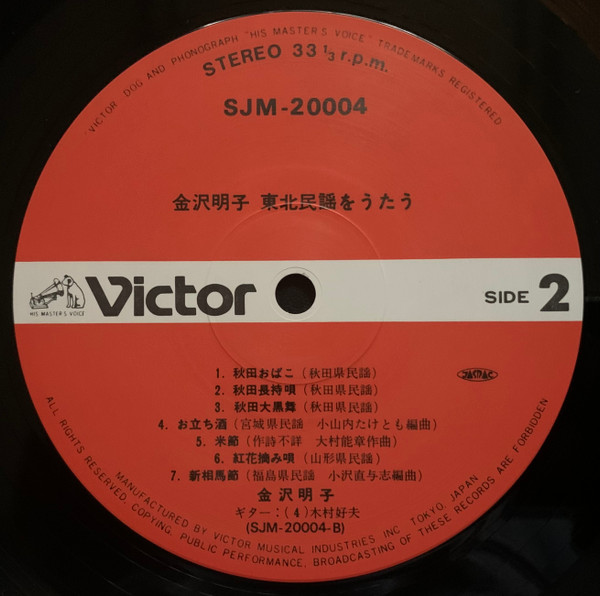 "VICTOR, DOG AND PHONOGRAPH "HIS MASTER'S VOICE" TRADEMARKS REGISTERED
STEREO 33 1/3 r.p.m.
SJM-20004
金沢明子 東北民謡をうたう
HIS MASTER'S VOICE
Victor
SIDE 2
1. 秋田おばこ(秋田県民謡)
2. 秋田長持唄(秋田県民謡)
3. 秋田大黒舞(秋田県民謡)
4. お立ち酒(宮城県民謡 小山内たけとも編曲)
5. 米節(作詩不詳 大村能章作曲)
6. 紅花摘み唄(山形県民謡)
7. 新相馬節(福島県民謡 小沢直与志編曲)
JASRAC
金沢明子
ギター:(4)木村好夫
(SJM-20004-B)
MANUFACTURED BY VICTOR MUSICAL INDUSTRIES INC. TOKYO, JAPAN
ALL RIGHTS RESERVED. COPYING, PUBLIC PERFORMANCE, BROADCASTING OF THESE RECORDS ARE FORBIDDEN